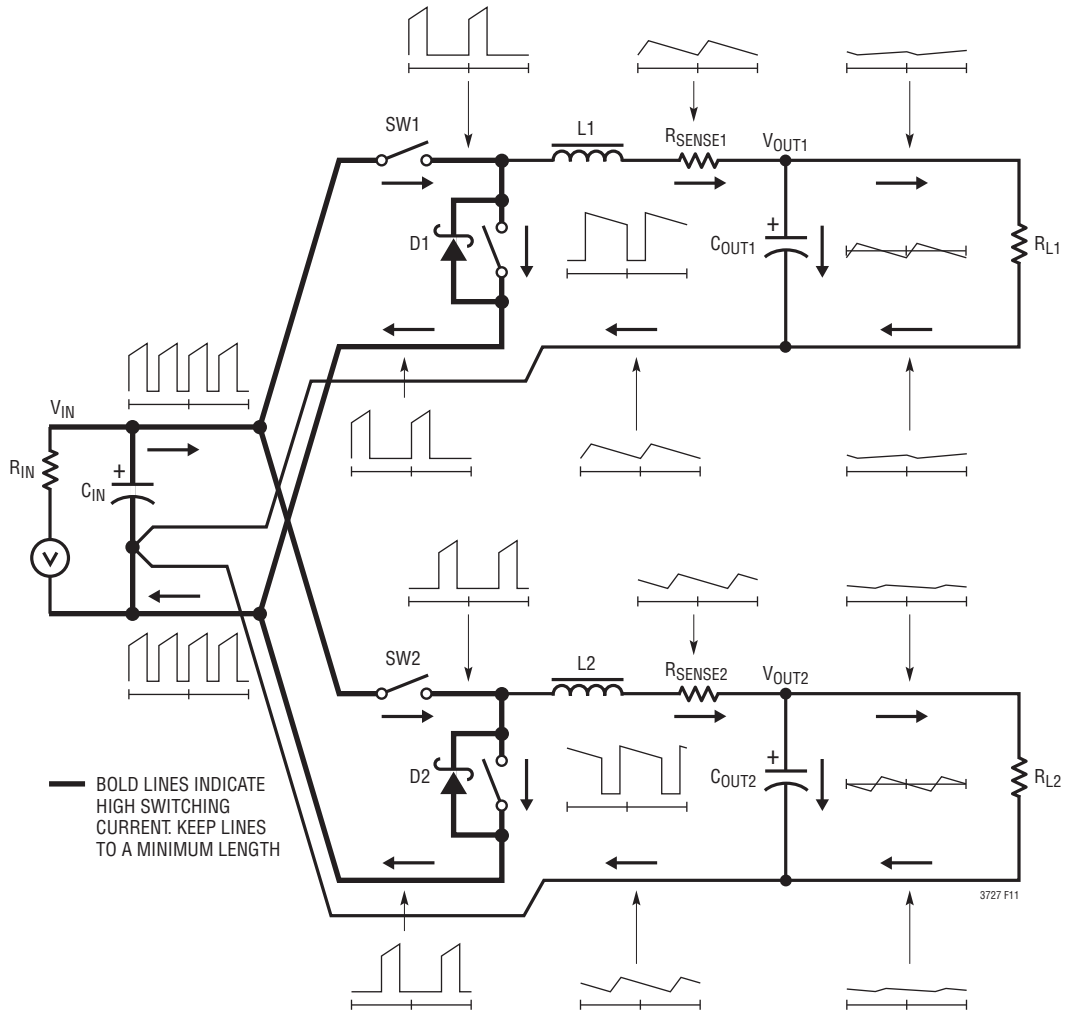 SW1
L1
RSENSE1
VOUT1
D1
COUT1
+
RL1
VIN
RIN
+
CIN
V
SW2
L2
RSENSE2
VOUT2
D2
COUT2
+
RL2
BOLD LINES INDICATE
HIGH SWITCHING
CURRENT. KEEP LINES
TO A MINIMUM LENGTH
3727 F11